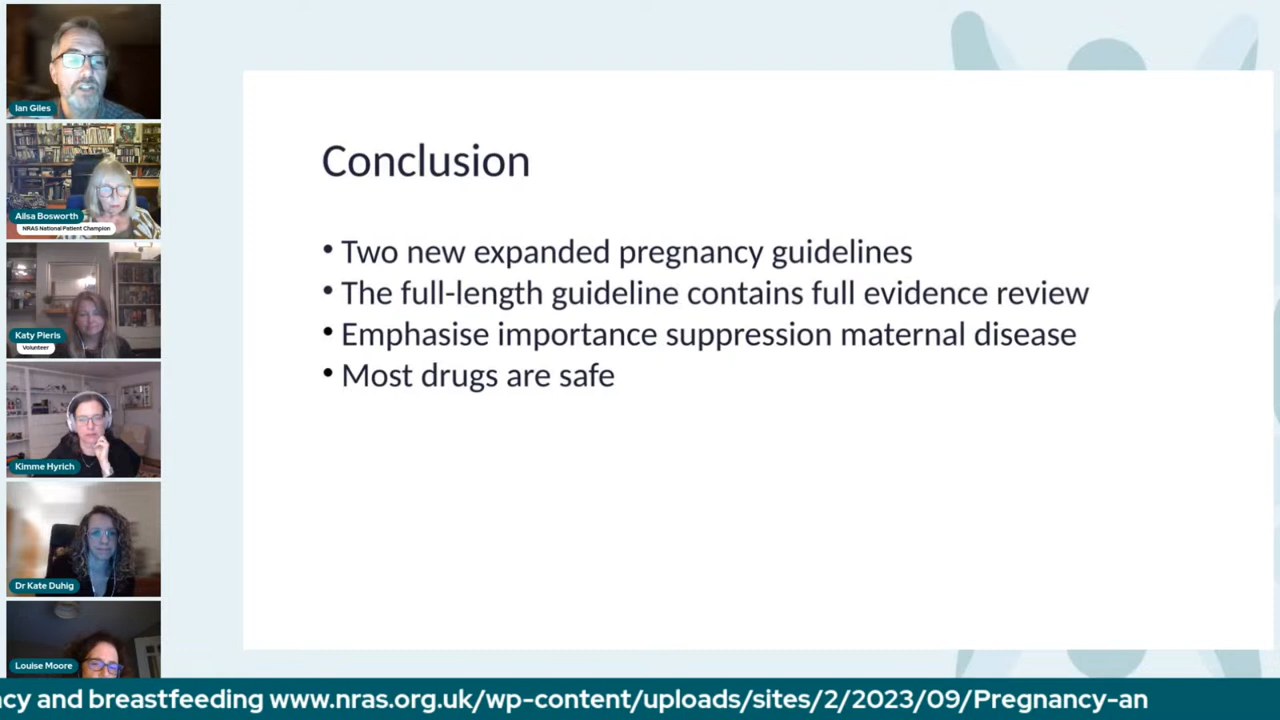 Ian Giles
Ailsa Bosworth
NRAS National Patient Champion
Katy Pieris
Volunteer
Kimme Hyrich
Dr Kate Duhig
Louise Moore
Conclusion
• Two new expanded pregnancy guidelines
• The full-length guideline contains full evidence review
• Emphasise importance suppression maternal disease
• Most drugs are safe
cy and breastfeeding www.nras.org.uk/wp-content/uploads/sites/2/2023/09/Pregnancy-an